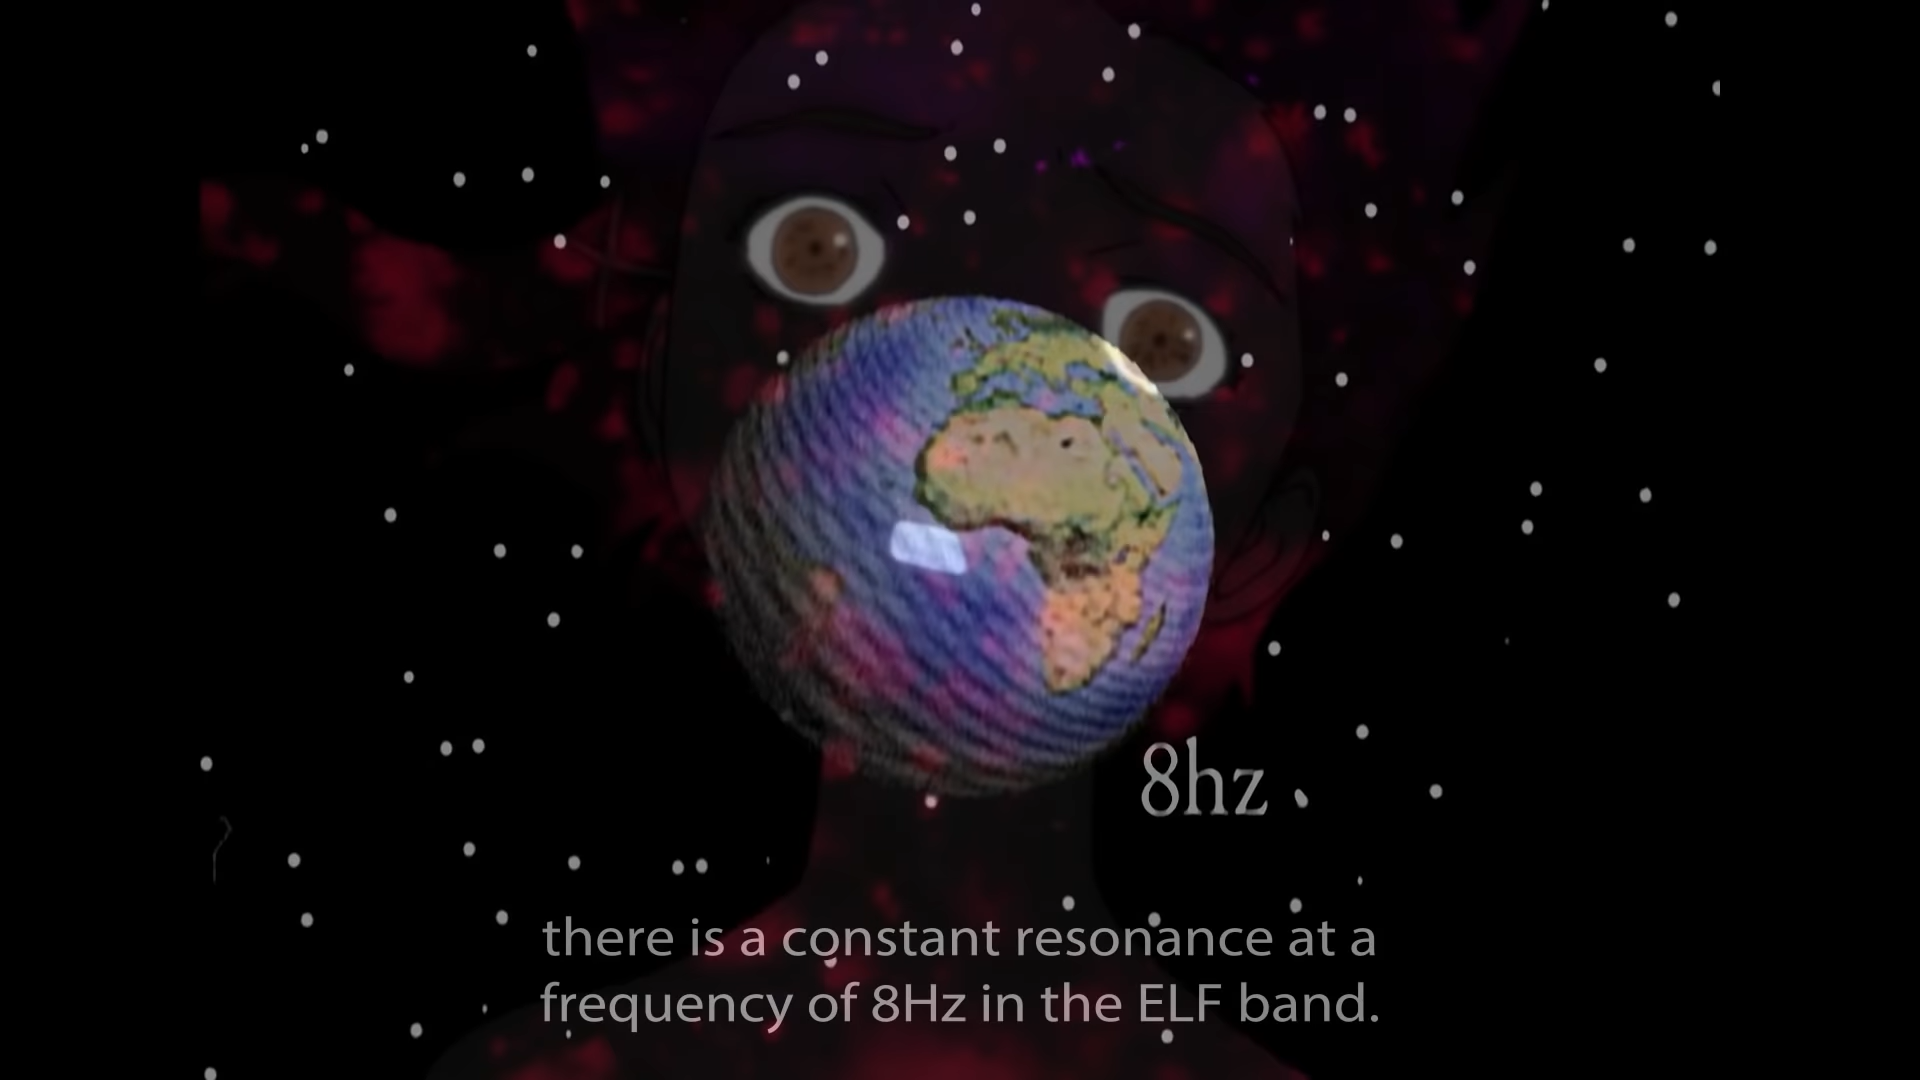 8hz
there is a constant resonance at a
frequency of 8Hz in the ELF band.